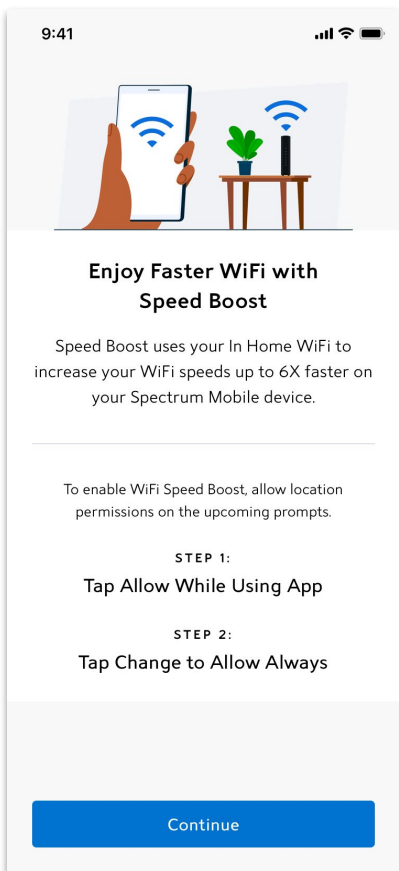 9:41
Enjoy Faster WiFi with
Speed Boost
Speed Boost uses your In Home WiFi to
increase your WiFi speeds up to 6X faster on
your Spectrum Mobile device.
To enable WiFi Speed Boost, allow location
permissions on the upcoming prompts.
STEP 1:
Tap Allow While Using App
STEP 2:
Tap Change to Allow Always
Continue